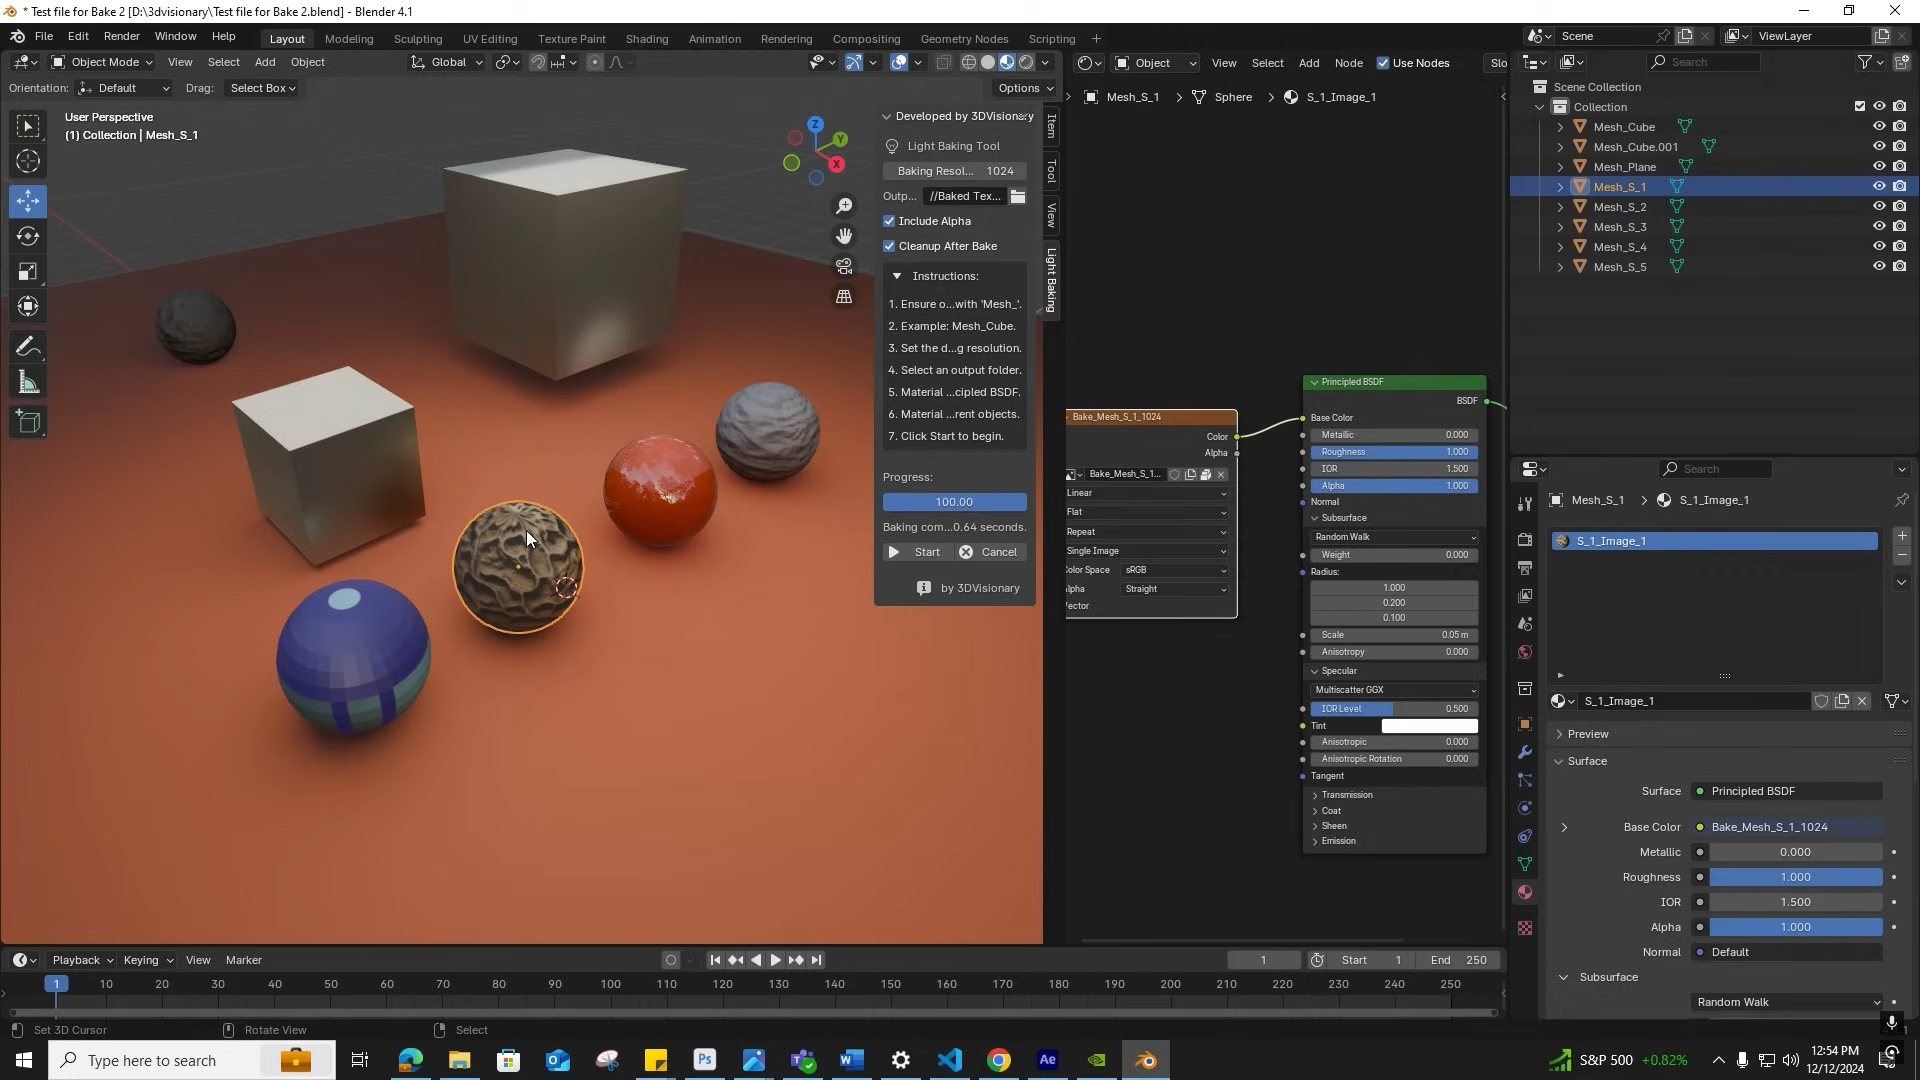 * Test file for Bake 2 [D:\3dvisionary\Test file for Bake 2.blend] - Blender 4.1
File Edit Render Window Help
Layout Modeling Sculpting UV Editing Texture Paint Shading Animation Rendering Compositing Geometry Nodes Scripting +
Scene
ViewLayer
Object Mode View Select Add Object
Global
Orientation: Default Drag: Select Box
Options
User Perspective
(1) Collection | Mesh_S_1
Z
Y
X
Developed by 3DVisionary
Light Baking Tool
Baking Resol... 1024
Outp... //Baked Tex...
Include Alpha
Cleanup After Bake
Instructions:
1. Ensure o...with 'Mesh_'.
2. Example: Mesh_Cube.
3. Set the d...g resolution.
4. Select an output folder.
5. Material ...cipled BSDF.
6. Material ...rent objects.
7. Click Start to begin.
Progress:
100.00
Baking com...0.64 seconds.
Start Cancel
by 3DVisionary
Item
Tool
View
Light Baking
Object View Select Add Node Use Nodes Slo
Mesh_S_1 > Sphere > S_1_Image_1
Bake_Mesh_S_1_1024
Color
Alpha
Bake_Mesh_S_1...
Linear
Flat
Repeat
Single Image
Color Space sRGB
Alpha Straight
Vector
Principled BSDF
BSDF
Base Color
Metallic 0.000
Roughness 1.000
IOR 1.500
Alpha 1.000
Normal
Subsurface
Random Walk
Weight 0.000
Radius:
1.000
0.200
0.100
Scale 0.05 m
Anisotropy 0.000
Specular
Multiscatter GGX
IOR Level 0.500
Tint
Anisotropic 0.000
Anisotropic Rotation 0.000
Tangent
Transmission
Coat
Sheen
Emission
Search
Scene Collection
Collection
Mesh_Cube
Mesh_Cube.001
Mesh_Plane
Mesh_S_1
Mesh_S_2
Mesh_S_3
Mesh_S_4
Mesh_S_5
Search
Mesh_S_1 > S_1_Image_1
S_1_Image_1
S_1_Image_1
Preview
Surface
Surface Principled BSDF
Base Color Bake_Mesh_S_1_1024
Metallic 0.000
Roughness 1.000
IOR 1.500
Alpha 1.000
Normal Default
Subsurface
Random Walk
Playback Keying View Marker
1
Start 1 End 250
1 10 20 30 40 50 60 70 80 90 100 110 120 130 140 150 160 170 180 190 200 210 220 230 240 250
Set 3D Cursor Rotate View Select
Type here to search
Ps
W
Ae
S&P 500 +0.82%
12:54 PM
12/12/2024